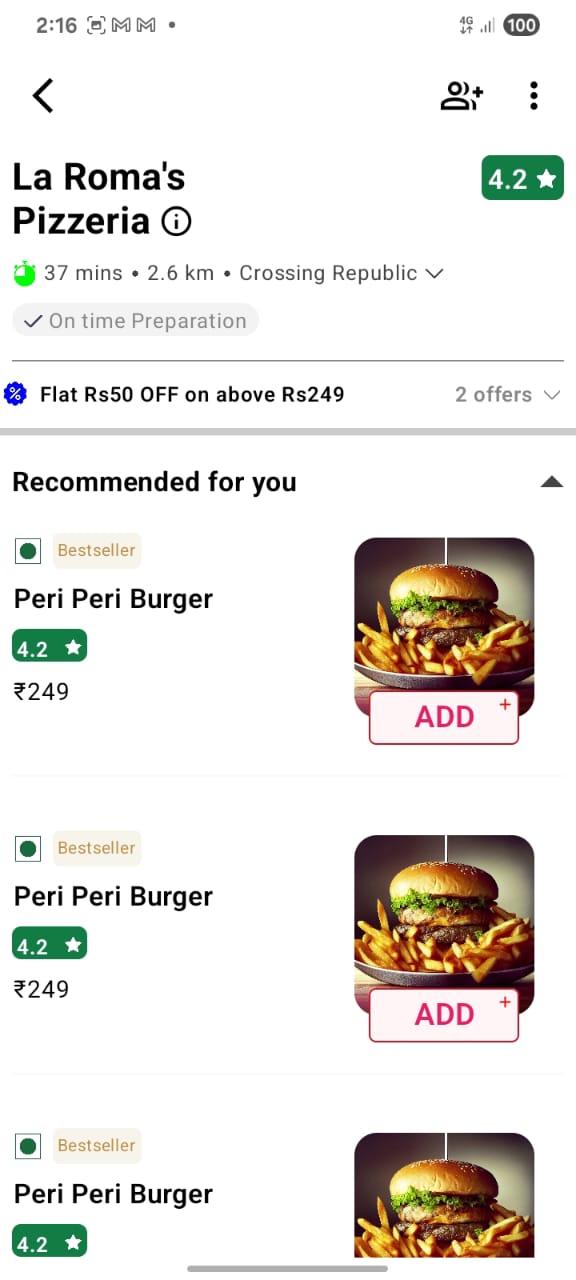 2:16
4G
100
La Roma's
Pizzeria
4.2
37 mins • 2.6 km • Crossing Republic
On time Preparation
Flat Rs50 OFF on above Rs249
2 offers
Recommended for you
Bestseller
Peri Peri Burger
4.2
₹249
ADD
+
Bestseller
Peri Peri Burger
4.2
₹249
ADD
+
Bestseller
Peri Peri Burger
4.2